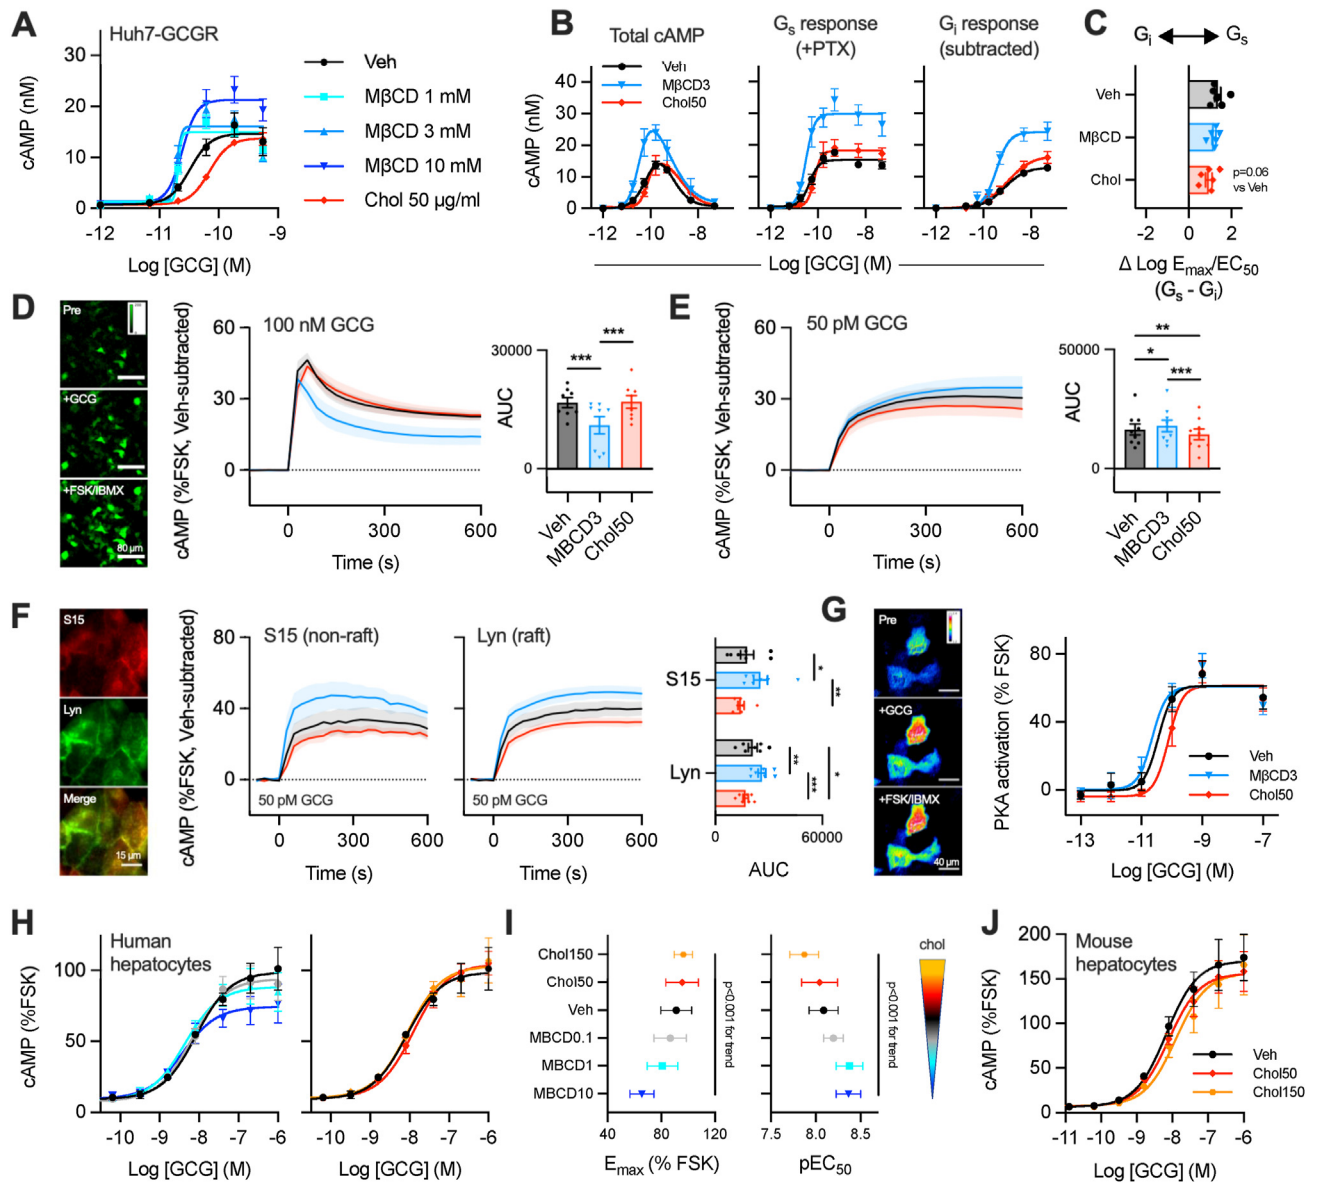 A
Huh7-GCGR
cAMP (nM)
30
20
10
0
-12
-11
-10
-9
Log [GCG] (M)
Veh
MβCD 1 mM
MβCD 3 mM
MβCD 10 mM
Chol 50 µg/ml
B
Total cAMP
Gs response
(+PTX)
Gi response
(subtracted)
Veh
MβCD3
Chol50
cAMP (nM)
40
30
20
10
0
-12
-10
-8
-12
-10
-8
-12
-10
-8
Log [GCG] (M)
C
Gi
Gs
Veh
MβCD
Chol
p=0.06
vs Veh
-2
0
2
Δ Log Emax/EC50
(Gs - Gi)
D
Pre
+GCG
+FSK/IBMX
80 µm
cAMP (%FSK, Veh-subtracted)
100 nM GCG
60
30
0
0
300
600
Time (s)
AUC
30000
0
***
***
Veh
MBCD3
Chol50
E
cAMP (%FSK, Veh-subtracted)
50 pM GCG
60
30
0
0
300
600
Time (s)
AUC
50000
0
**
*
***
Veh
MBCD3
Chol50
F
S15
Lyn
Merge
15 µm
cAMP (%FSK, Veh-subtracted)
80
40
0
S15 (non-raft)
50 pM GCG
0
300
600
Time (s)
Lyn (raft)
50 pM GCG
0
300
600
Time (s)
S15
Lyn
*
**
**
***
*
0
60000
AUC
G
Pre
+GCG
+FSK/IBMX
40 µm
PKA activation (% FSK)
80
40
0
Veh
MβCD3
Chol50
-13
-11
-9
-7
Log [GCG] (M)
H
Human
hepatocytes
cAMP (%FSK)
100
50
0
-10
-9
-8
-7
-6
Log [GCG] (M)
-10
-9
-8
-7
-6
Log [GCG] (M)
I
Chol150
Chol50
Veh
MBCD0.1
MBCD1
MBCD10
p<0.001 for trend
40
80
120
Emax (% FSK)
p<0.001 for trend
7.5
8.0
8.5
pEC50
chol
J
Mouse
hepatocytes
cAMP (%FSK)
200
150
100
50
0
Veh
Chol50
Chol150
-11
-10
-9
-8
-7
-6
Log [GCG] (M)